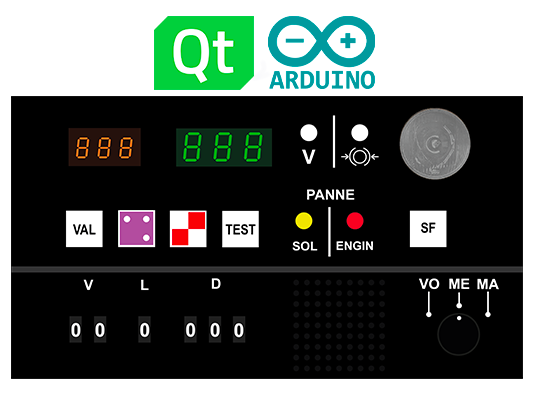 Qt
ARDUINO
888 888
V
PANNE
VAL TEST SOL ENGIN SF
V L D VO ME MA
0 0 0 0 0 0